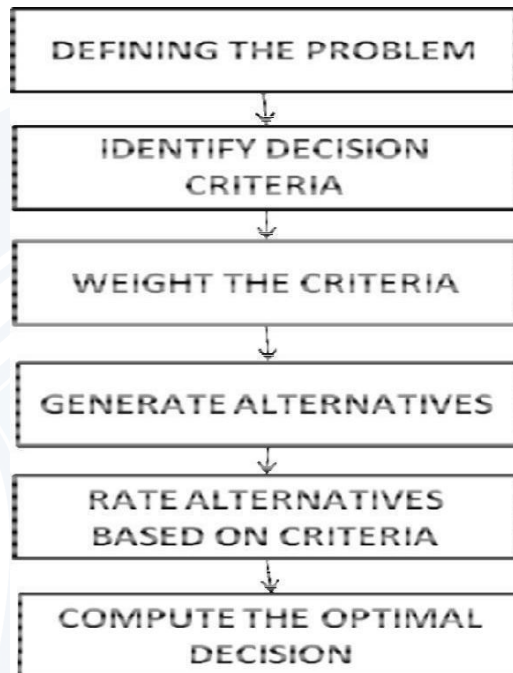 DEFINING THE PROBLEM
IDENTIFY DECISION
CRITERIA
WEIGHT THE CRITERIA
GENERATE ALTERNATIVES
RATE ALTERNATIVES
BASED ON CRITERIA
COMPUTE THE OPTIMAL
DECISION